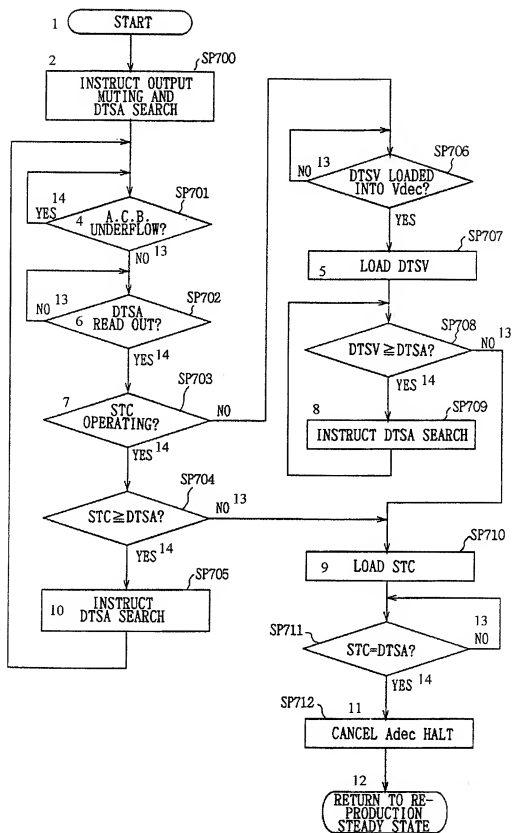 1
START
2
SP700
INSTRUCT OUTPUT
MUTING AND
DTSA SEARCH
14
YES
4
SP701
A.C.B.
UNDERFLOW?
NO 13
NO 13
6
SP702
DTSA
READ OUT?
YES 14
7
SP703
STC
OPERATING?
NO
YES 14
SP704
STC≧DTSA?
NO 13
YES 14
SP705
10
INSTRUCT
DTSA SEARCH
NO 13
SP706
DTSV LOADED
INTO Vdec?
YES
SP707
5
LOAD DTSV
SP708
DTSV≧DTSA?
NO 13
YES 14
8
SP709
INSTRUCT DTSA SEARCH
SP710
9
LOAD STC
SP711
STC=DTSA?
13
NO
YES 14
SP712
11
CANCEL Adec HALT
12
RETURN TO RE-
PRODUCTION
STEADY STATE